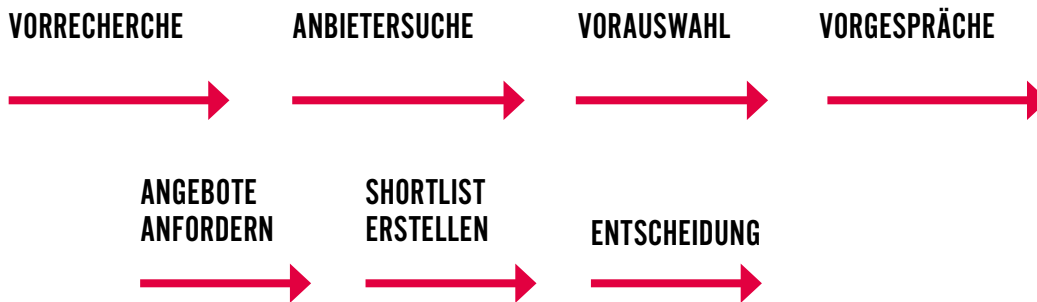 VORRECHERCHE
ANBIETERSUCHE
VORAUSWAHL
VORGESPRÄCHE
ANGEBOTE
ANFORDERN
SHORTLIST
ERSTELLEN
ENTSCHEIDUNG